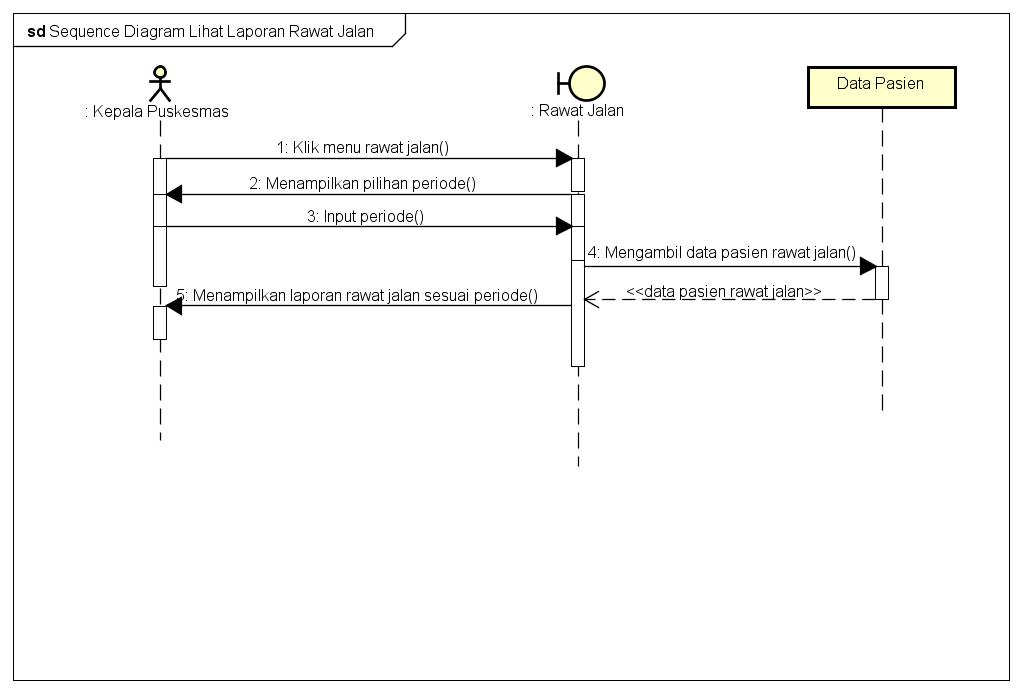 sd Sequence Diagram Lihat Laporan Rawat Jalan
: Kepala Puskesmas
: Rawat Jalan
Data Pasien
1: Klik menu rawat jalan()
2: Menampilkan pilihan periode()
3: Input periode()
4: Mengambil data pasien rawat jalan()
<<data pasien rawat jalan>>
5: Menampilkan laporan rawat jalan sesuai periode()